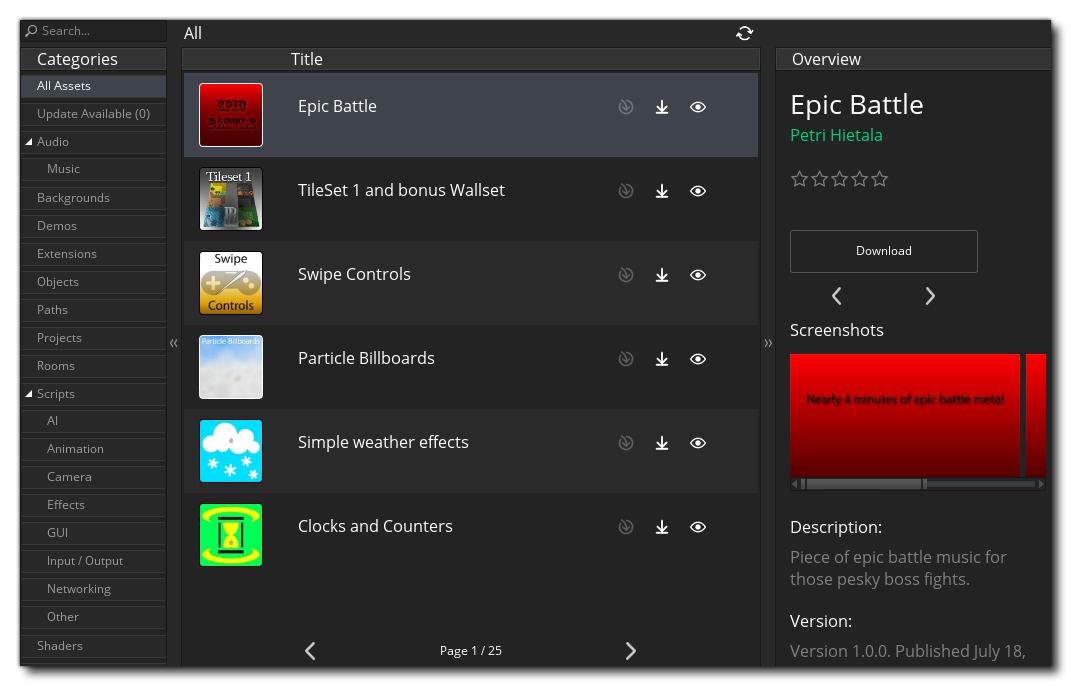 Search...
Categories
All Assets
Update Available (0)
Audio
Music
Backgrounds
Demos
Extensions
Objects
Paths
Projects
Rooms
Scripts
AI
Animation
Camera
Effects
GUI
Input / Output
Networking
Other
Shaders
All
Title
EPIC
BATTLE
Epic Battle
Tileset 1
TileSet 1 and bonus Wallset
Swipe
Controls
Swipe Controls
Particle Billboards
Particle Billboards
Simple weather effects
Clocks and Counters
Page 1 / 25
Overview
Epic Battle
Petri Hietala
Download
Screenshots
Nearly 4 minutes of epic battle metal
Description:
Piece of epic battle music for
those pesky boss fights.
Version:
Version 1.0.0. Published July 18,